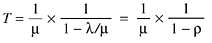 T = 1/μ × 1/(1 − λ/μ) = 1/μ × 1/(1 − ρ)